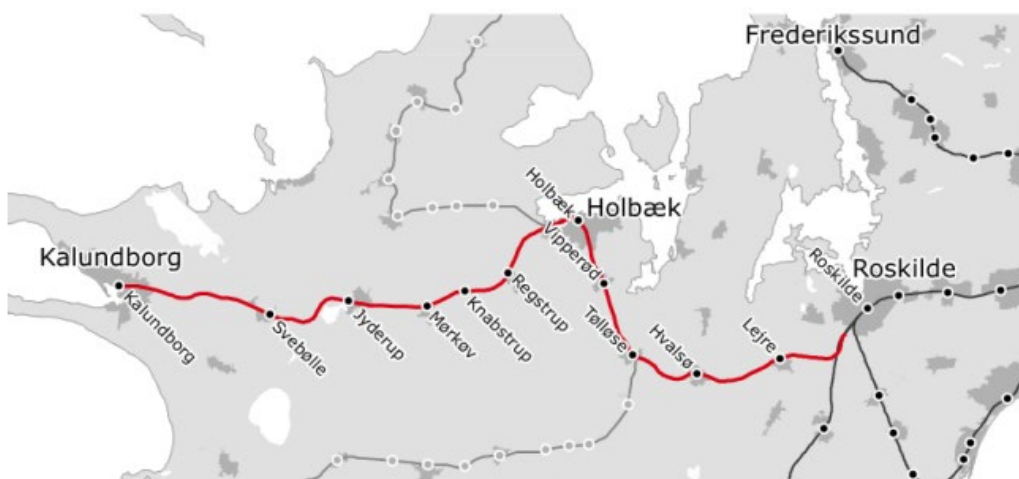 Frederikssund
Holbæk
Holbæk
Vipperød
Kalundborg
Kalundborg
Svebølle
Jyderup
Mørkøv
Knabstrup
Regstrup
Tølløse
Hvalsø
Lejre
Roskilde
Roskilde